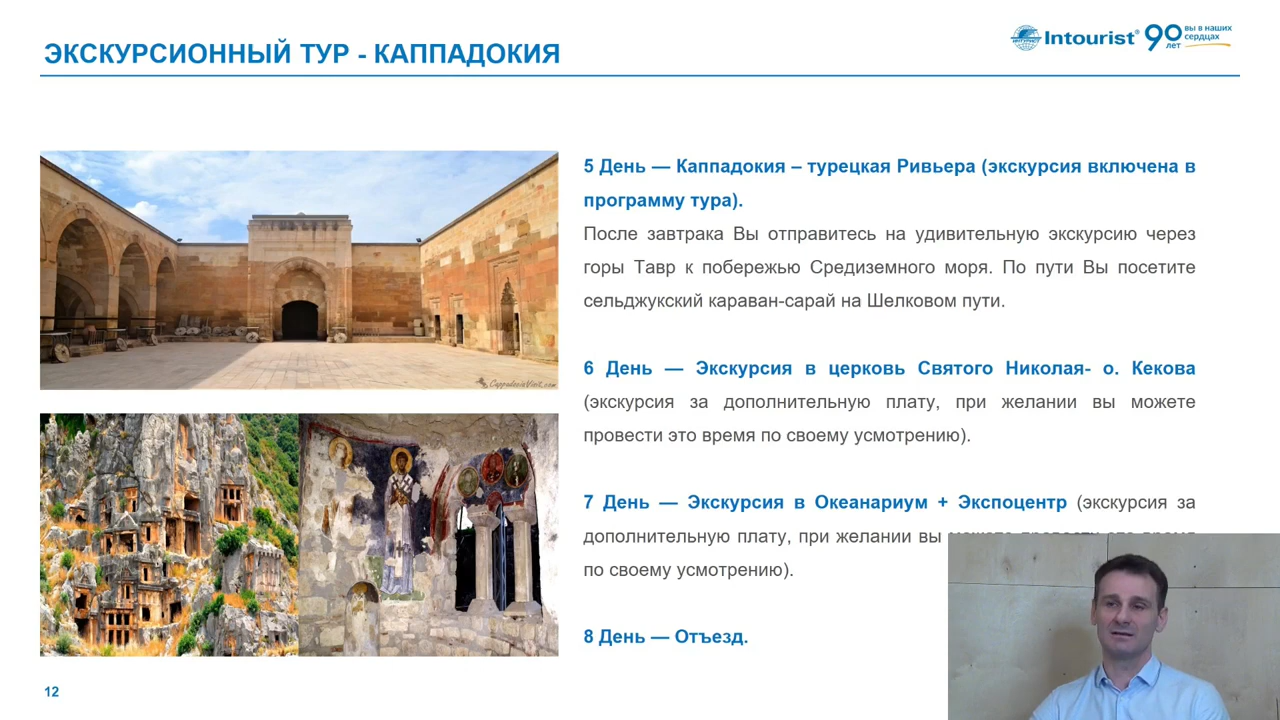 ЭКСКУРСИОННЫЙ ТУР - КАППАДОКИЯ
ИНТУРИСТ
Intourist®
90 лет
вы в наших
сердцах
5 День — Каппадокия – турецкая Ривьера (экскурсия включена в
программу тура).
После завтрака Вы отправитесь на удивительную экскурсию через
горы Тавр к побережью Средиземного моря. По пути Вы посетите
сельджукский караван-сарай на Шелковом пути.
6 День — Экскурсия в церковь Святого Николая- о. Кекова
(экскурсия за дополнительную плату, при желании вы можете
провести это время по своему усмотрению).
7 День — Экскурсия в Океанариум + Экспоцентр (экскурсия за
дополнительную плату, при желании вы
по своему усмотрению).
8 День — Отъезд.
CappadociaVisit.com
12